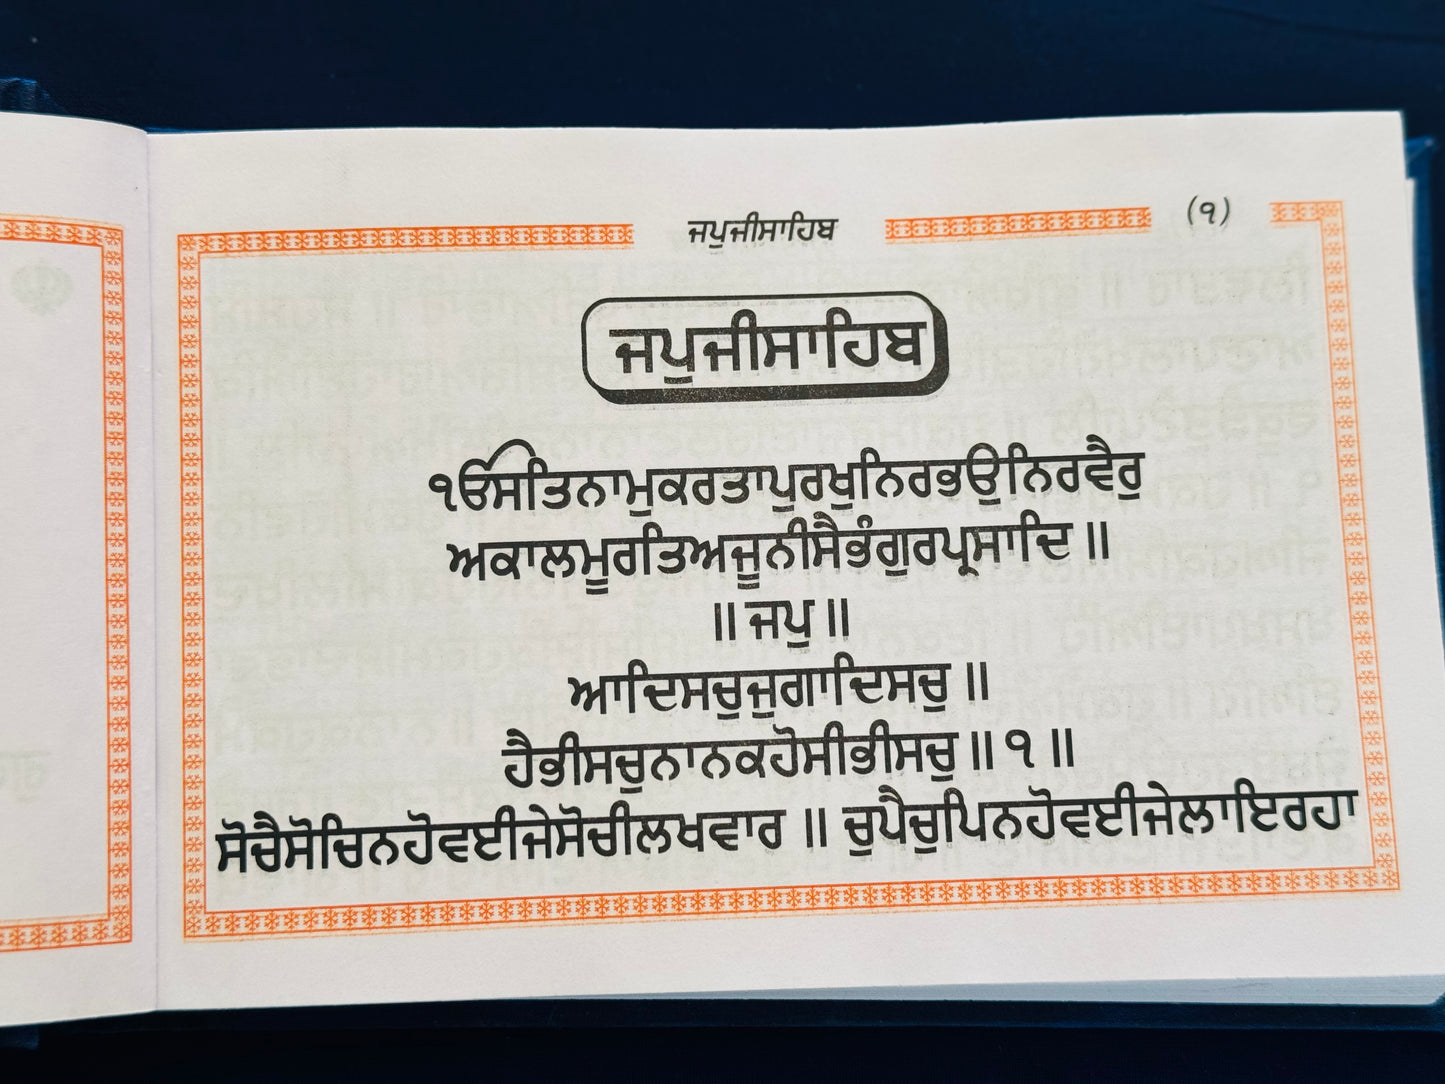 ਜਪੁਜੀਸਾਹਿਬ (੧)
ਜਪੁਜੀਸਾਹਿਬ
ੴਸਤਿਨਾਮੁਕਰਤਾਪੁਰਖੁਨਿਰਭਉਨਿਰਵੈਰੁ
ਅਕਾਲਮੂਰਤਿਅਜੂਨੀਸੈਭੰਗੁਰਪ੍ਰਸਾਦਿ ॥
॥ ਜਪੁ ॥
ਆਦਿਸਚੁਜੁਗਾਦਿਸਚੁ ॥
ਹੈਭੀਸਚੁਨਾਨਕਹੋਸੀਭੀਸਚੁ ॥ ੧ ॥
ਸੋਚੈਸੋਚਿਨਹੋਵਈਜੇਸੋਚੀਲਖਵਾਰ ॥ ਚੁਪੈਚੁਪਿਨਹੋਵਈਜੇਲਾਇਰਹਾ